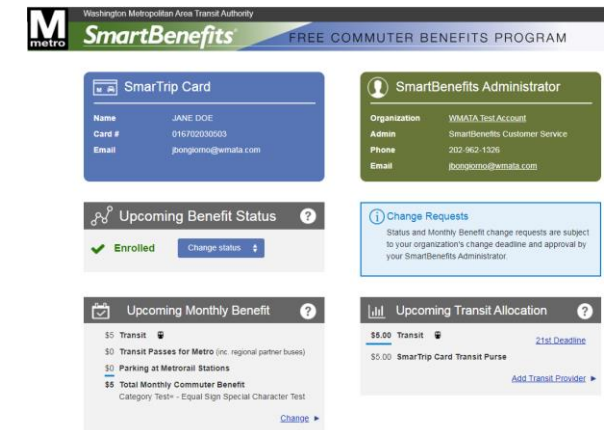 Washington Metropolitan Area Transit Authority
M
metro
SmartBenefits®
FREE COMMUTER BENEFITS PROGRAM
SmarTrip Card
Name JANE DOE
Card # 016702030503
Email jbongiorno@wmata.com
SmartBenefits Administrator
Organization WMATA Test Account
Admin SmartBenefits Customer Service
Phone 202-962-1326
Email jbongiorno@wmata.com
Upcoming Benefit Status ?
Enrolled Change status
Change Requests
Status and Monthly Benefit change requests are subject
to your organization's change deadline and approval by
your SmartBenefits Administrator.
Upcoming Monthly Benefit ?
$5 Transit
$0 Transit Passes for Metro (inc. regional partner buses)
$0 Parking at Metrorail Stations
$5 Total Monthly Commuter Benefit
Category Test= - Equal Sign Special Character Test
Change
Upcoming Transit Allocation ?
$5.00 Transit 21st Deadline
$5.00 SmarTrip Card Transit Purse
Add Transit Provider